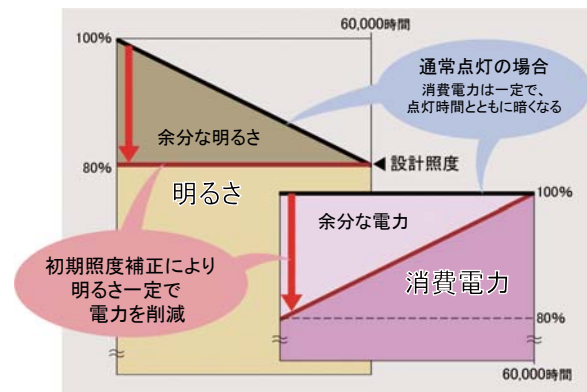 60,000時間
100%
通常点灯の場合
消費電力は一定で、
点灯時間とともに暗くなる
余分な明るさ
80%
◀設計照度
明るさ
100%
余分な電力
初期照度補正により
明るさ一定で
電力を削減
消費電力
80%
60,000時間